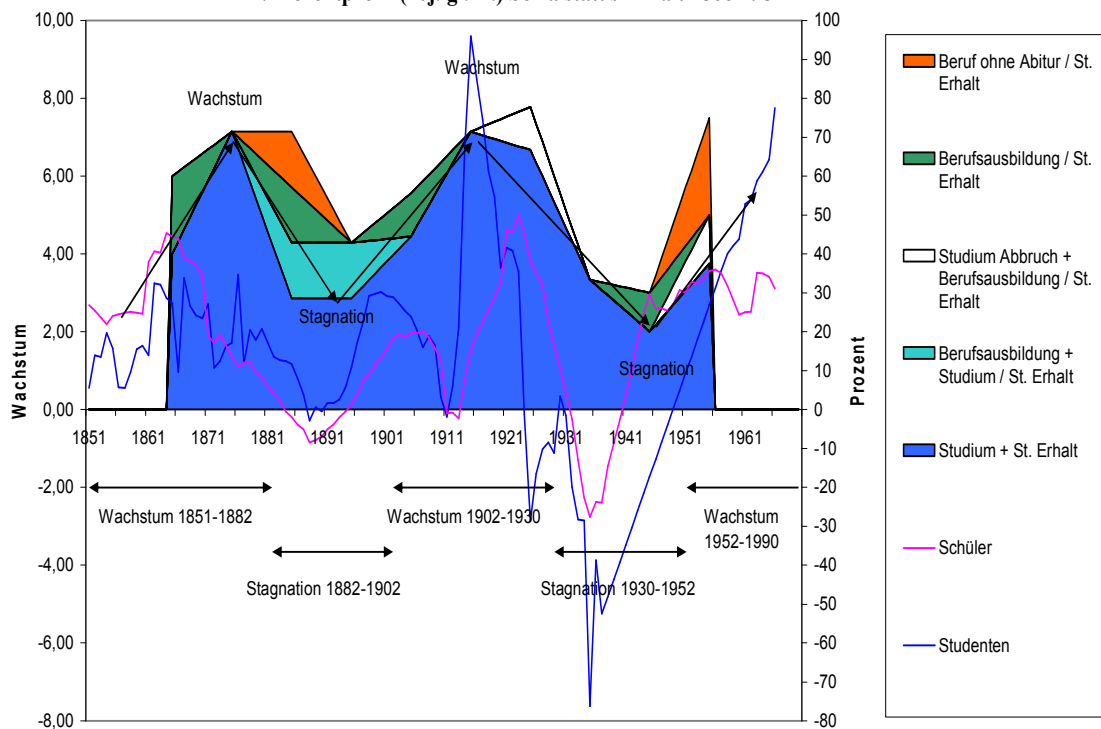 10,00
8,00
6,00
4,00
2,00
0,00
-2,00
-4,00
-6,00
-8,00
Wachstum
1851
1861
1871
1881
1891
1901
1911
1921
1931
1941
1951
1961
100
90
80
70
60
50
40
30
20
10
0
-10
-20
-30
-40
-50
-60
-70
-80
Prozent
Wachstum
Wachstum
Stagnation
Stagnation
Wachstum 1851-1882
Wachstum 1902-1930
Wachstum
1952-1990
Stagnation 1882-1902
Stagnation 1930-1952
Beruf ohne Abitur / St.
Erhalt
Berufsausbildung / St.
Erhalt
Studium Abbruch +
Berufsausbildung / St.
Erhalt
Berufsausbildung +
Studium / St. Erhalt
Studium + St. Erhalt
Schüler
Studenten